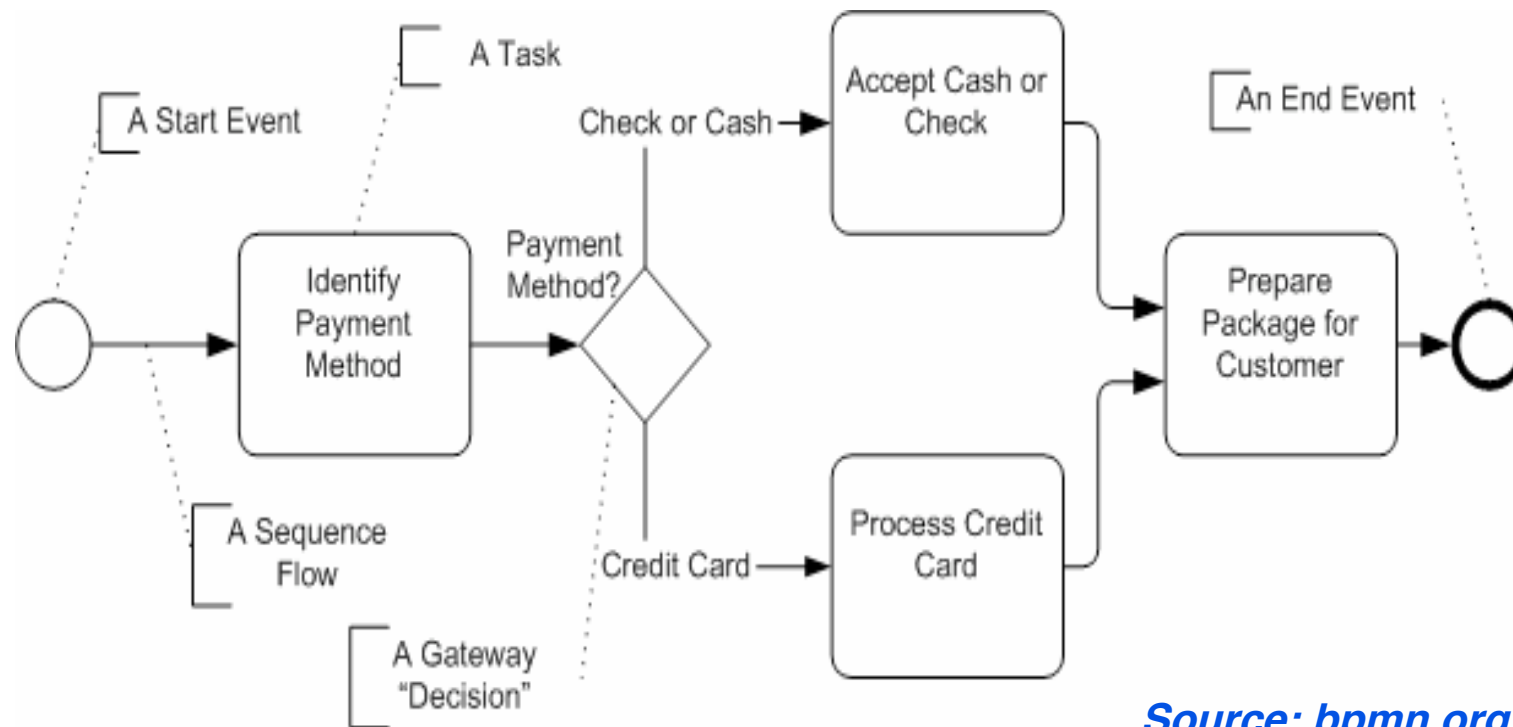 A Task
A Start Event
Check or Cash
Accept Cash or
Check
An End Event
Identify
Payment
Method
Payment
Method?
Prepare
Package for
Customer
A Sequence
Flow
Credit Card
Process Credit
Card
A Gateway
“Decision”
Source: bpmn.org